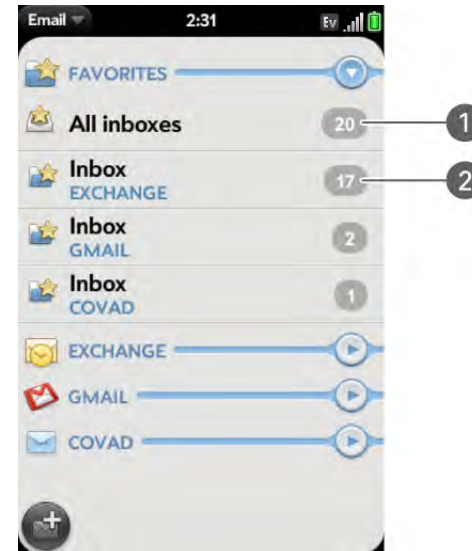 Email 2:31 Ev
FAVORITES
All inboxes 20 1
Inbox 17 2
EXCHANGE
Inbox 2
GMAIL
Inbox 1
COVAD
EXCHANGE
GMAIL
COVAD